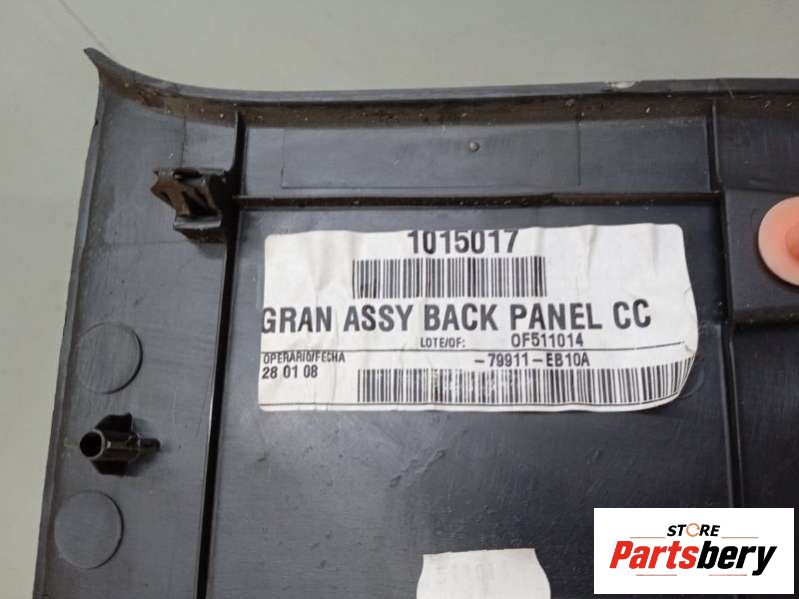 1015017
GRAN ASSY BACK PANEL CC
LOTE/OF: OF511014
OPERARIO/FECHA -79911-EB10A
28 01 08
STORE
Partsbery